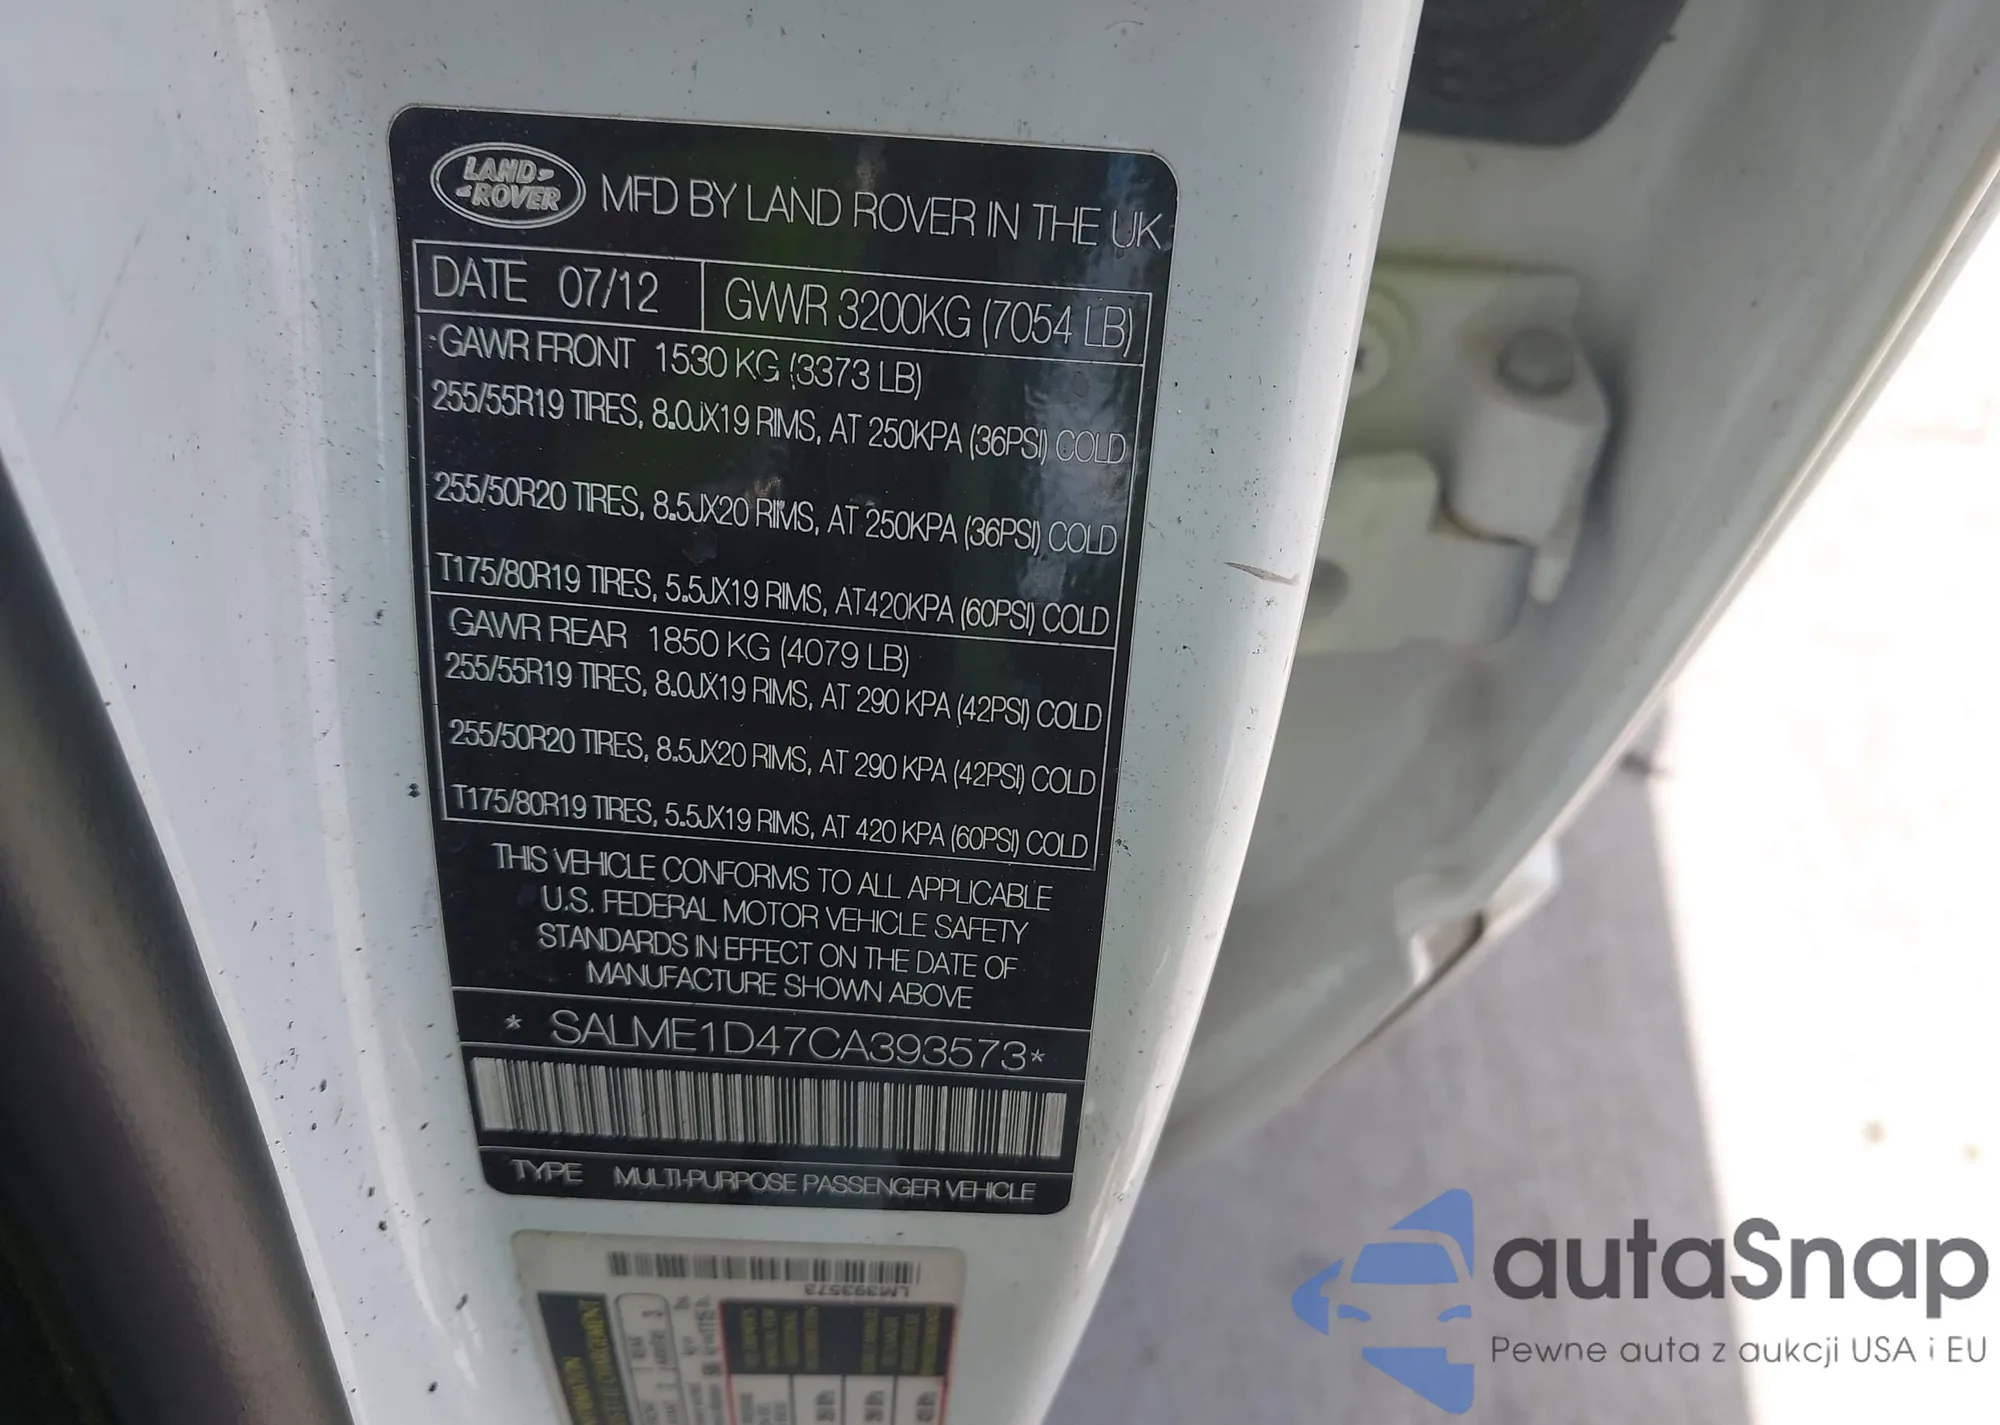 LAND ROVER
MFD BY LAND ROVER IN THE UK
DATE 07/12 GVWR 3200KG (7054 LB)
GAWR FRONT 1530 KG (3373 LB)
255/55R19 TIRES, 8.0JX19 RIMS, AT 250KPA (36PSI) COLD
255/50R20 TIRES, 8.5JX20 RIMS, AT 250KPA (36PSI) COLD
T175/80R19 TIRES, 5.5JX19 RIMS, AT420KPA (60PSI) COLD
GAWR REAR 1850 KG (4079 LB)
255/55R19 TIRES, 8.0JX19 RIMS, AT 290 KPA (42PSI) COLD
255/50R20 TIRES, 8.5JX20 RIMS, AT 290 KPA (42PSI) COLD
T175/80R19 TIRES, 5.5JX19 RIMS, AT 420 KPA (60PSI) COLD
THIS VEHICLE CONFORMS TO ALL APPLICABLE
U.S. FEDERAL MOTOR VEHICLE SAFETY
STANDARDS IN EFFECT ON THE DATE OF
MANUFACTURE SHOWN ABOVE
* SALME1D47CA393573*
TYPE MULTI-PURPOSE PASSENGER VEHICLE
LM393573
autaSnap
Pewne auta z aukcji USA i EU